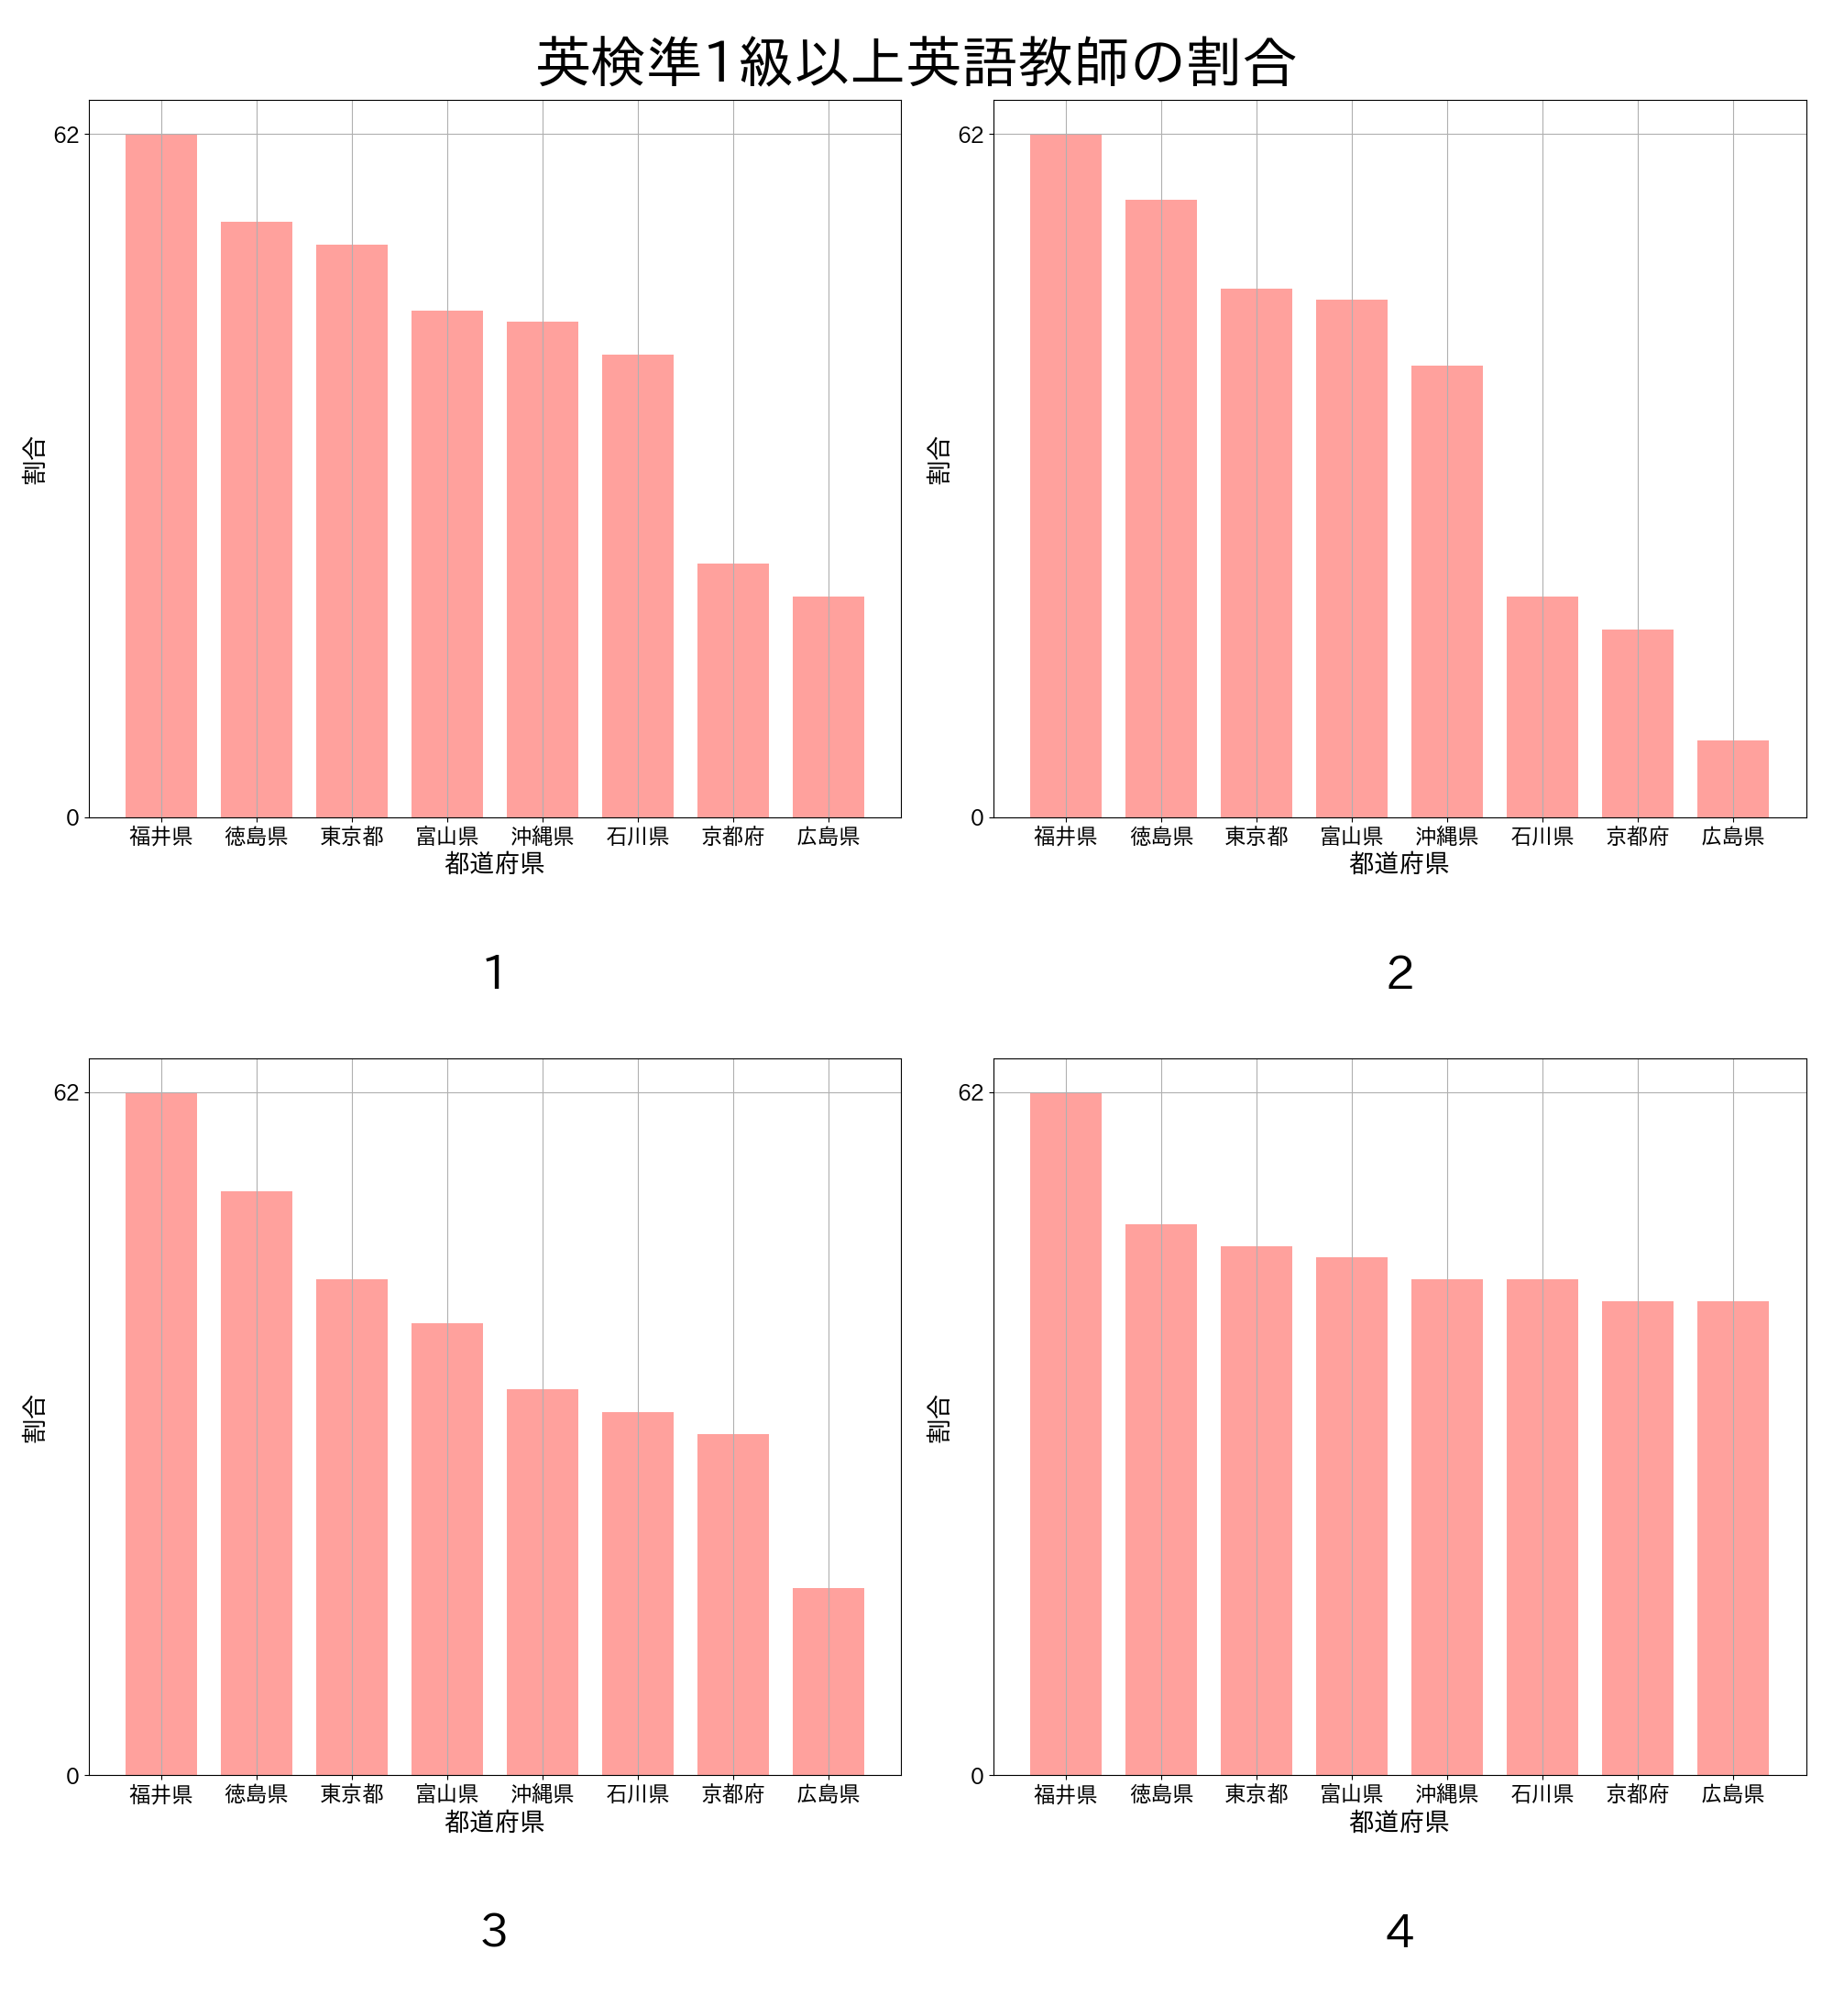 英検準1級以上英語教師の割合
62
0
割合
福井県 徳島県 東京都 富山県 沖縄県 石川県 京都府 広島県
都道府県
1
62
0
割合
福井県 徳島県 東京都 富山県 沖縄県 石川県 京都府 広島県
都道府県
2
62
0
割合
福井県 徳島県 東京都 富山県 沖縄県 石川県 京都府 広島県
都道府県
3
62
0
割合
福井県 徳島県 東京都 富山県 沖縄県 石川県 京都府 広島県
都道府県
4